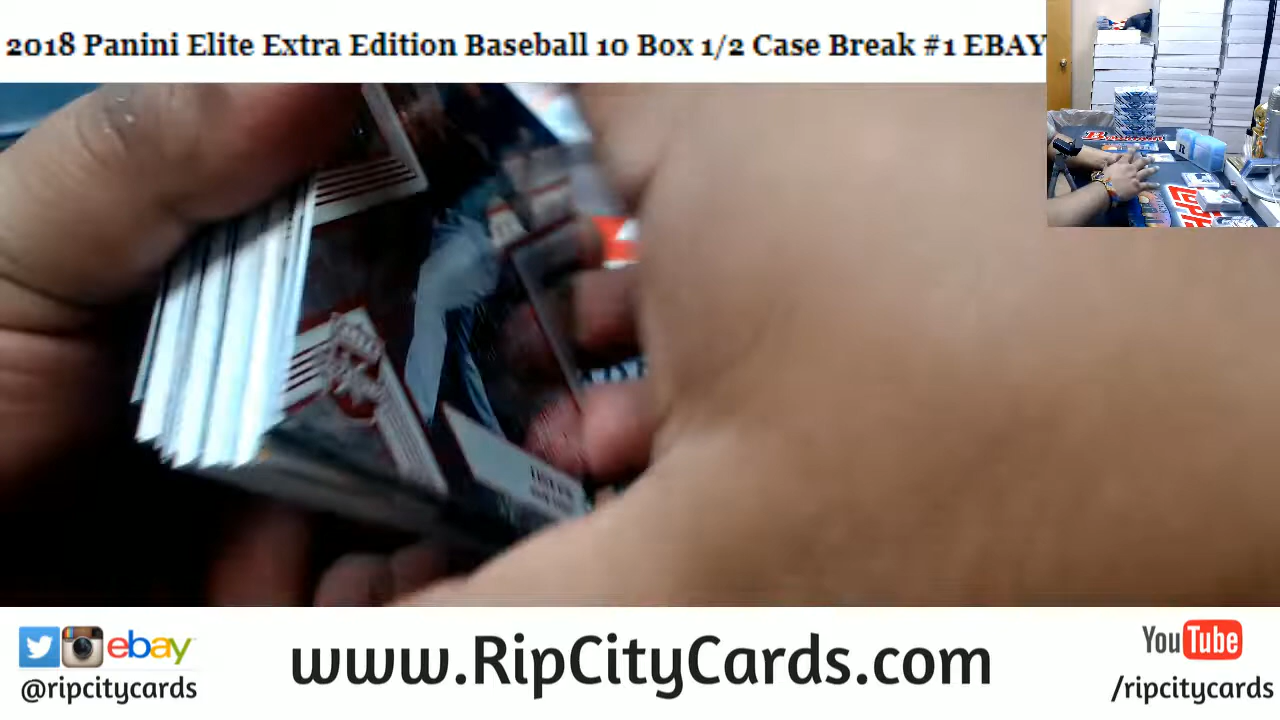 2018 Panini Elite Extra Edition Baseball 10 Box 1/2 Case Break #1 EBAY
ebay
@ripcitycards
www.RipCityCards.com
YouTube
/ripcitycards